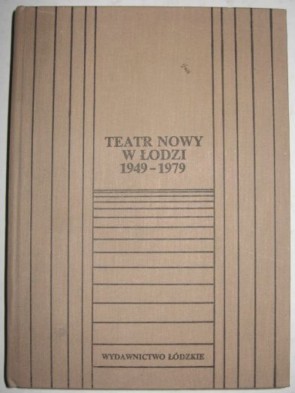 TEATR NOWY
W ŁODZI
1949-1979
WYDAWNICTWO ŁÓDZKIE